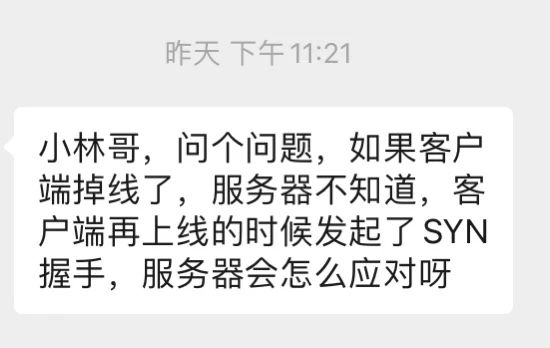 昨天 下午11:21
小林哥，问个问题，如果客户
端掉线了，服务器不知道，客
户端再上线的时候发起了 SYN
握手，服务器会怎么应对呀